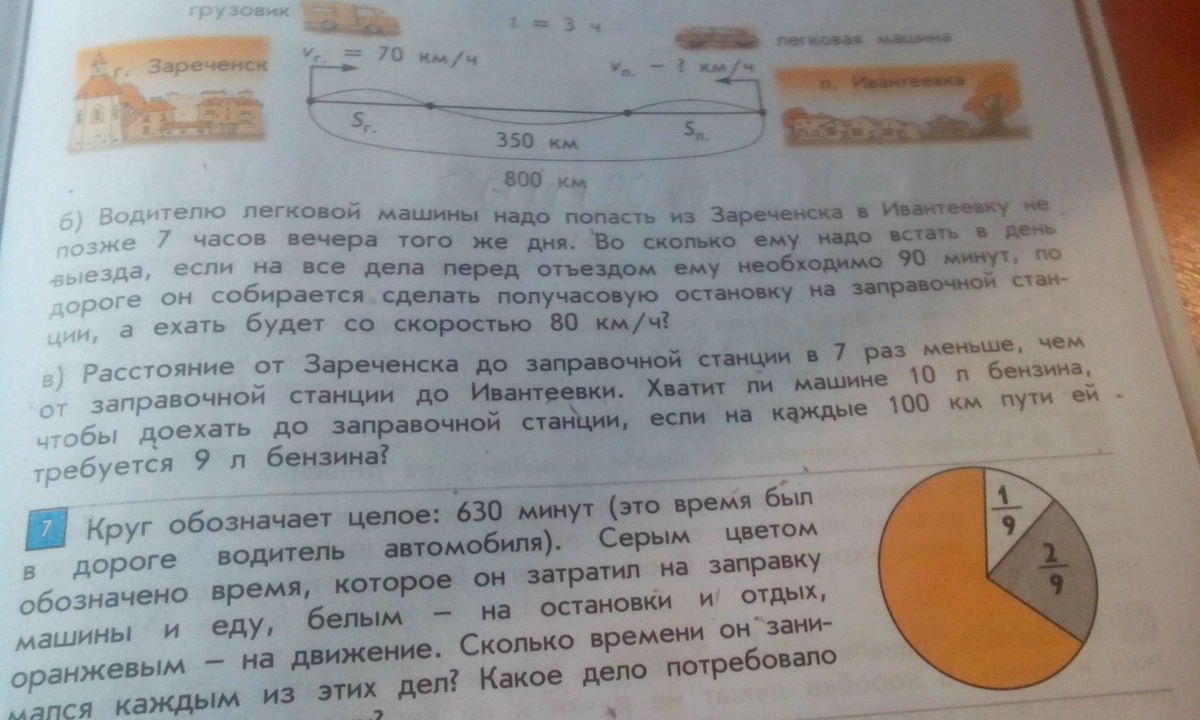 грузовик
t = 3 ч
легковая машина
г. Зареченск
vг. = 70 км/ч
vп. – ? км/ч
п. Ивантеевка
Sг.
350 км
Sп.
800 км
б) Водителю легковой машины надо попасть из Зареченска в Ивантеевку не
позже 7 часов вечера того же дня. Во сколько ему надо встать в день
выезда, если на все дела перед отъездом ему необходимо 90 минут, по
дороге он собирается сделать получасовую остановку на заправочной стан-
ции, а ехать будет со скоростью 80 км/ч?
в) Расстояние от Зареченска до заправочной станции в 7 раз меньше, чем
от заправочной станции до Ивантеевки. Хватит ли машине 10 л бензина,
чтобы доехать до заправочной станции, если на каждые 100 км пути ей
требуется 9 л бензина?
7 Круг обозначает целое: 630 минут (это время был
в дороге водитель автомобиля). Серым цветом
обозначено время, которое он затратил на заправку
машины и еду, белым – на остановки и отдых,
оранжевым – на движение. Сколько времени он зани-
мался каждым из этих дел? Какое дело потребовало
1/9
2/9